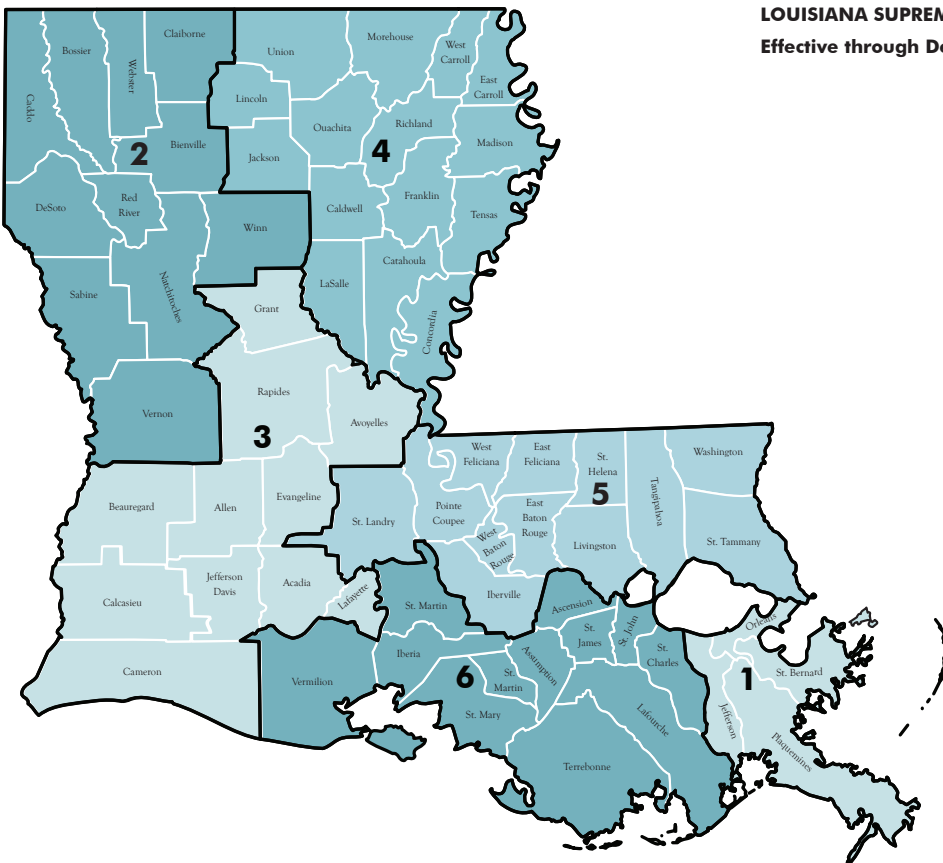 LOUISIANA SUPREM
Effective through De
Claiborne
Bossier
Webster
Caddo
Union
Morehouse
West
Carroll
East
Carroll
Lincoln
Ouachita
Richland
Madison
2
Bienville
Jackson
4
DeSoto
Red
River
Winn
Caldwell
Franklin
Tensas
Sabine
Natchitoches
LaSalle
Catahoula
Concordia
Grant
Rapides
Vernon
3
Avoyelles
West
Feliciana
East
Feliciana
St.
Helena
Washington
5
Tangipahoa
Beauregard
Allen
Evangeline
St. Landry
Pointe
Coupee
West
Baton
Rouge
East
Baton
Rouge
Livingston
St. Tammany
Calcasieu
Jefferson
Davis
Acadia
Lafayette
St. Martin
Iberville
Ascension
St.
James
St. John
St.
Charles
Orleans
Cameron
Vermilion
Iberia
6
St.
Martin
Assumption
St. Mary
Lafourche
Terrebonne
1
St. Bernard
Jefferson
Plaquemines